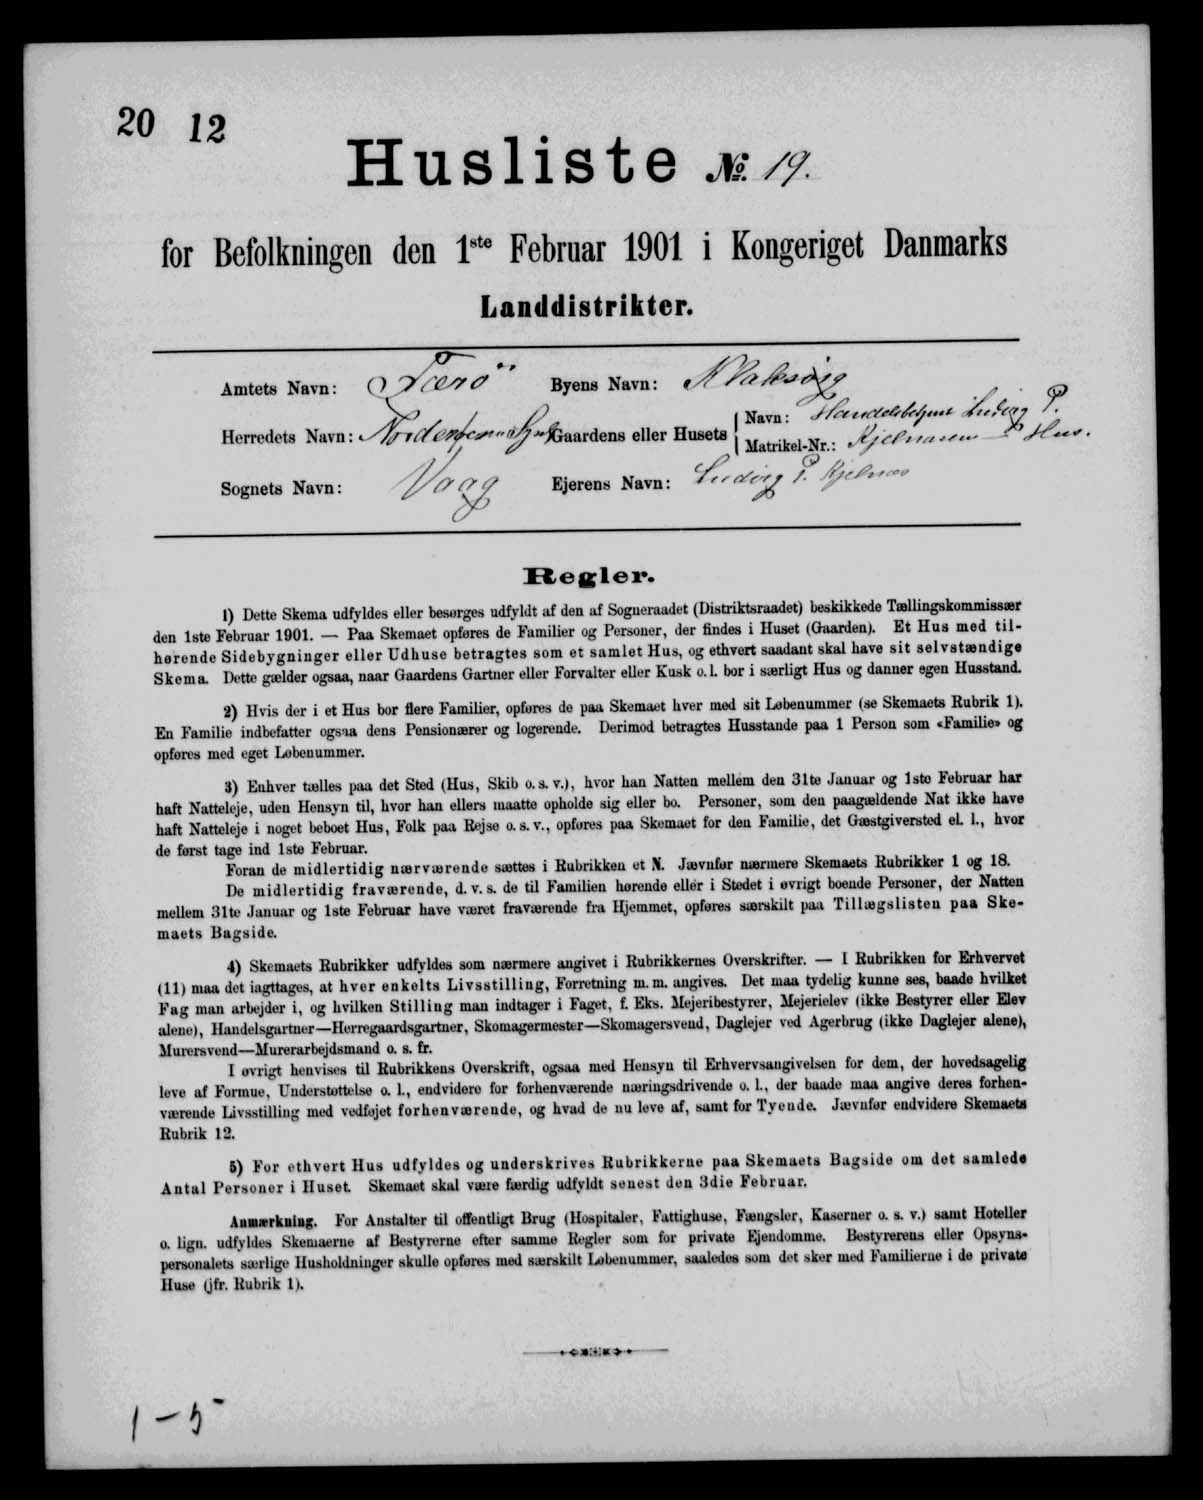 20 12
Husliste №. 19.
for Befolkningen den 1ste Februar 1901 i Kongeriget Danmarks
Landdistrikter.
Amtets Navn: Færö Byens Navn: Klaksvig
Herredets Navn: Norderøernes Syssel Gaardens eller Husets Navn: Handelsbetjent Ludvig P.
Matrikel-Nr.: Kjelnæs Hus.
Sognets Navn: Vaag Ejerens Navn: Ludvig P. Kjelnæs
Regler.
1) Dette Skema udfyldes eller besørges udfyldt af den af Sogneraadet (Distriktsraadet) beskikkede Tællingskommissær
den 1ste Februar 1901. — Paa Skemaet opføres de Familier og Personer, der findes i Huset (Gaarden). Et Hus med til-
hørende Sidebygninger eller Udhuse betragtes som et samlet Hus, og ethvert saadant skal have sit selvstændige
Skema. Dette gælder ogsaa, naar Gaardens Gartner eller Forvalter eller Kusk o. l. bor i særligt Hus og danner egen Husstand.
2) Hvis der i et Hus bor flere Familier, opføres de paa Skemaet hver med sit Løbenummer (se Skemaets Rubrik 1).
En Familie indbefatter ogsaa dens Pensionærer og logerende. Derimod betragtes Husstande paa 1 Person som «Familie» og
opføres med eget Løbenummer.
3) Enhver tælles paa det Sted (Hus, Skib o. s. v.), hvor han Natten mellem den 31te Januar og 1ste Februar har
haft Natteleje, uden Hensyn til, hvor han ellers maatte opholde sig eller bo. Personer, som den paagældende Nat ikke have
haft Natteleje i noget beboet Hus, Folk paa Rejse o. s. v., opføres paa Skemaet for den Familie, det Gæstgiversted el. l., hvor
de først tage ind 1ste Februar.
Foran de midlertidig nærværende sættes i Rubrikken et N. Jævnfør nærmere Skemaets Rubrikker 1 og 18.
De midlertidig fraværende, d. v. s. de til Familien hørende eller i Stedet i øvrigt boende Personer, der Natten
mellem 31te Januar og 1ste Februar have været fraværende fra Hjemmet, opføres særskilt paa Tillægslisten paa Ske-
maets Bagside.
4) Skemaets Rubrikker udfyldes som nærmere angivet i Rubrikkernes Overskrifter. — I Rubrikken for Erhvervet
(11) maa det iagttages, at hver enkelts Livsstilling, Forretning m. m. angives. Det maa tydelig kunne ses, baade hvilket
Fag man arbejder i, og hvilken Stilling man indtager i Faget, f. Eks. Mejeribestyrer, Mejerielev (ikke Bestyrer eller Elev
alene), Handelsgartner—Herregaardsgartner, Skomagermester—Skomagersvend, Daglejer ved Agerbrug (ikke Daglejer alene),
Murersvend—Murerarbejdsmand o. s. fr.
I øvrigt henvises til Rubrikkens Overskrift, ogsaa med Hensyn til Erhvervsangivelsen for dem, der hovedsagelig
leve af Formue, Understøttelse o. l., endvidere for forhenværende næringsdrivende o. l., der baade maa angive deres forhen-
værende Livsstilling med vedføjet forhenværende, og hvad de nu leve af, samt for Tyende. Jævnfør endvidere Skemaets
Rubrik 12.
5) For ethvert Hus udfyldes og underskrives Rubrikkerne paa Skemaets Bagside om det samlede
Antal Personer i Huset. Skemaet skal være færdig udfyldt senest den 3die Februar.
Anmærkning. For Anstalter til offentligt Brug (Hospitaler, Fattighuse, Fængsler, Kaserner o. s. v.) samt Hoteller
o. lign. udfyldes Skemaerne af Bestyrerne efter samme Regler som for private Ejendomme. Bestyrerens eller Opsyns-
personalets særlige Husholdninger skulle opføres med særskilt Løbenummer, saaledes som det sker med Familierne i de private
Huse (jfr. Rubrik 1).
1-5